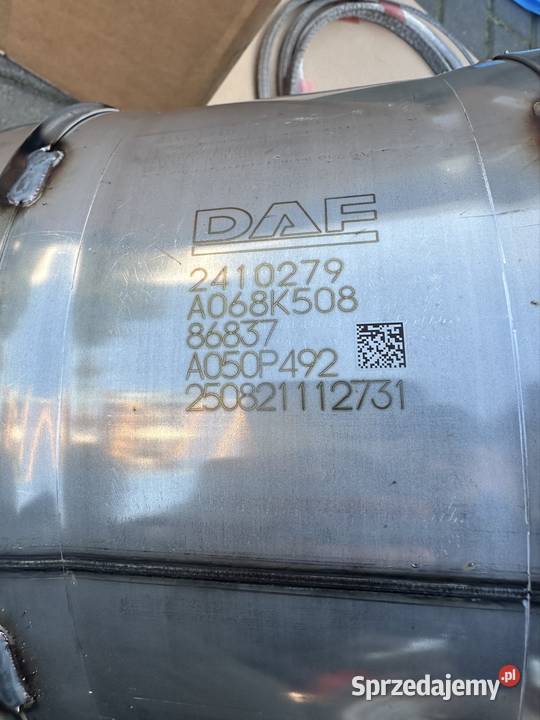 DAF
2410279
A068K508
86837
A050P492
250821112731
Sprzedajemy.pl